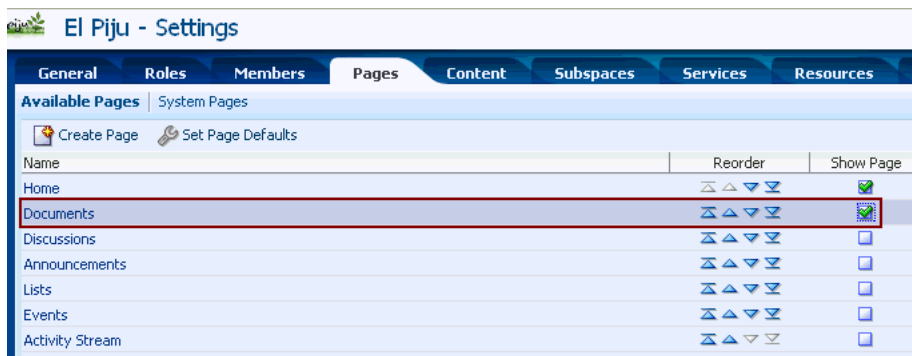 El Piju - Settings
General Roles Members Pages Content Subspaces Services Resources
Available Pages System Pages
Create Page Set Page Defaults
Name Reorder Show Page
Home
Documents
Discussions
Announcements
Lists
Events
Activity Stream